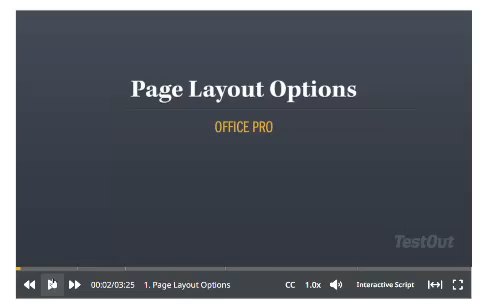 Page Layout Options
OFFICE PRO
TestOut
00:02/03:25 1. Page Layout Options CC 1.0x Interactive Script